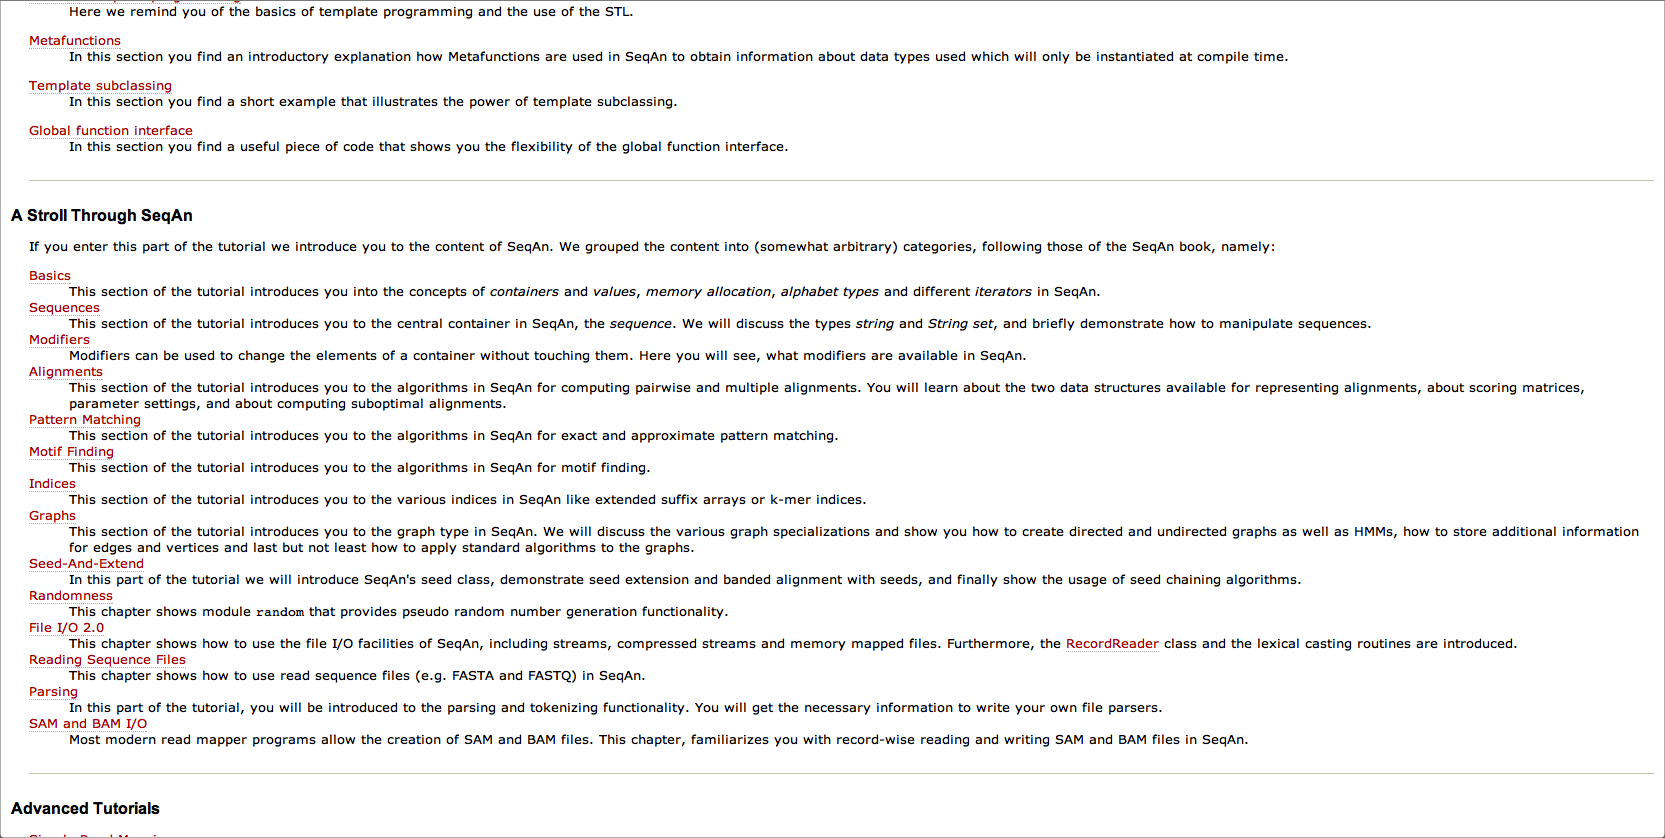 Here we remind you of the basics of template programming and the use of the STL.
Metafunctions
In this section you find an introductory explanation how Metafunctions are used in SeqAn to obtain information about data types used which will only be instantiated at compile time.
Template subclassing
In this section you find a short example that illustrates the power of template subclassing.
Global function interface
In this section you find a useful piece of code that shows you the flexibility of the global function interface.
A Stroll Through SeqAn
If you enter this part of the tutorial we introduce you to the content of SeqAn. We grouped the content into (somewhat arbitrary) categories, following those of the SeqAn book, namely:
Basics
This section of the tutorial introduces you into the concepts of containers and values, memory allocation, alphabet types and different iterators in SeqAn.
Sequences
This section of the tutorial introduces you to the central container in SeqAn, the sequence. We will discuss the types string and String set, and briefly demonstrate how to manipulate sequences.
Modifiers
Modifiers can be used to change the elements of a container without touching them. Here you will see, what modifiers are available in SeqAn.
Alignments
This section of the tutorial introduces you to the algorithms in SeqAn for computing pairwise and multiple alignments. You will learn about the two data structures available for representing alignments, about scoring matrices,
parameter settings, and about computing suboptimal alignments.
Pattern Matching
This section of the tutorial introduces you to the algorithms in SeqAn for exact and approximate pattern matching.
Motif Finding
This section of the tutorial introduces you to the algorithms in SeqAn for motif finding.
Indices
This section of the tutorial introduces you to the various indices in SeqAn like extended suffix arrays or k-mer indices.
Graphs
This section of the tutorial introduces you to the graph type in SeqAn. We will discuss the various graph specializations and show you how to create directed and undirected graphs as well as HMMs, how to store additional information
for edges and vertices and last but not least how to apply standard algorithms to the graphs.
Seed-And-Extend
In this part of the tutorial we will introduce SeqAn's seed class, demonstrate seed extension and banded alignment with seeds, and finally show the usage of seed chaining algorithms.
Randomness
This chapter shows module random that provides pseudo random number generation functionality.
File I/O 2.0
This chapter shows how to use the file I/O facilities of SeqAn, including streams, compressed streams and memory mapped files. Furthermore, the RecordReader class and the lexical casting routines are introduced.
Reading Sequence Files
This chapter shows how to use read sequence files (e.g. FASTA and FASTQ) in SeqAn.
Parsing
In this part of the tutorial, you will be introduced to the parsing and tokenizing functionality. You will get the necessary information to write your own file parsers.
SAM and BAM I/O
Most modern read mapper programs allow the creation of SAM and BAM files. This chapter, familiarizes you with record-wise reading and writing SAM and BAM files in SeqAn.
Advanced Tutorials